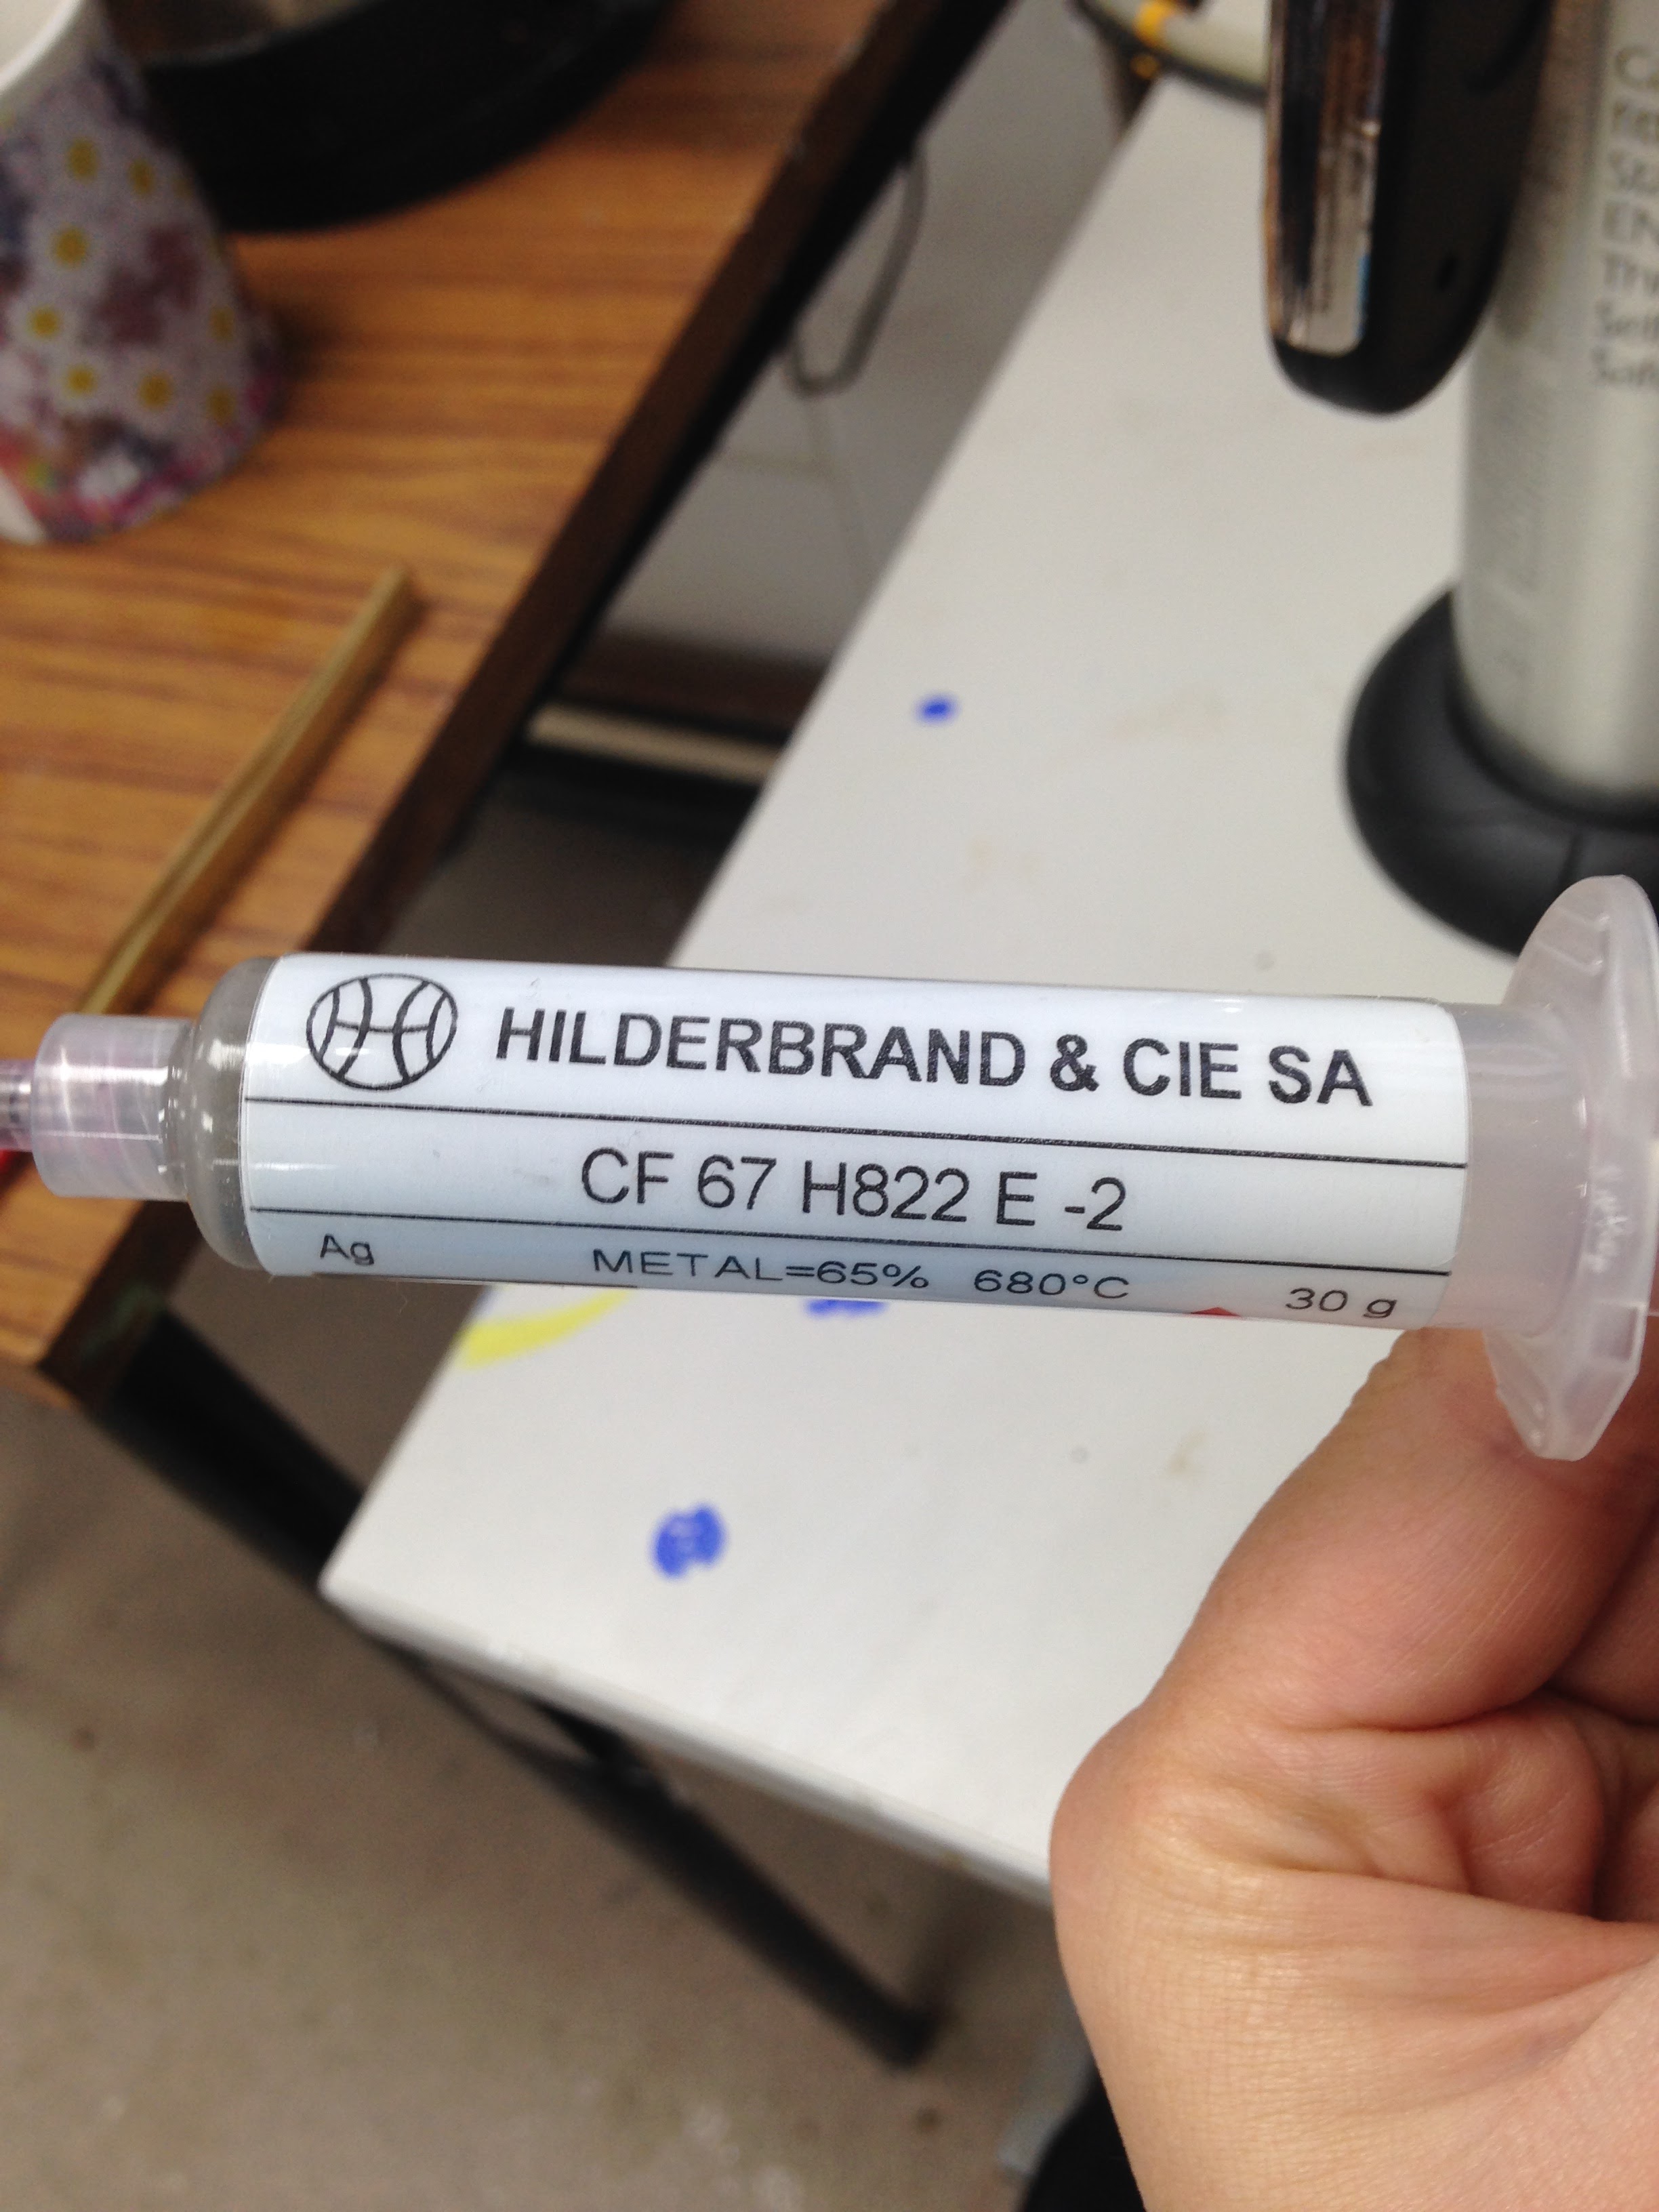 HILDERBRAND & CIE SA
CF 67 H822 E -2
Ag METAL=65% 680°C 30 g